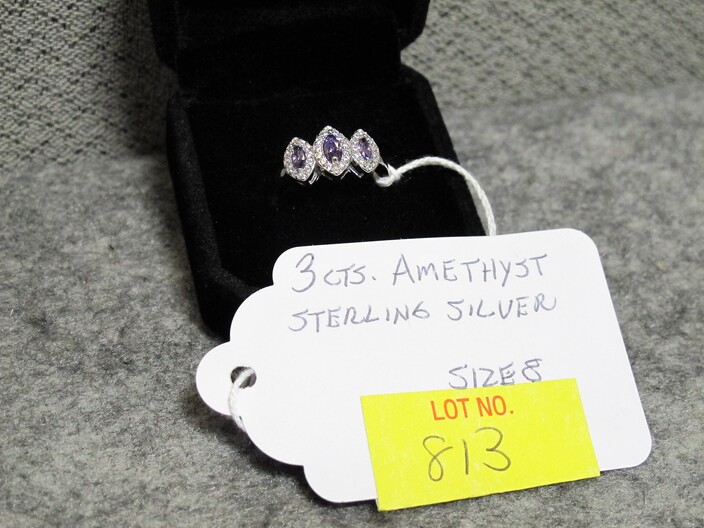 3 CTS. AMETHYST
STERLING SILVER
SIZE 8
LOT NO.
813